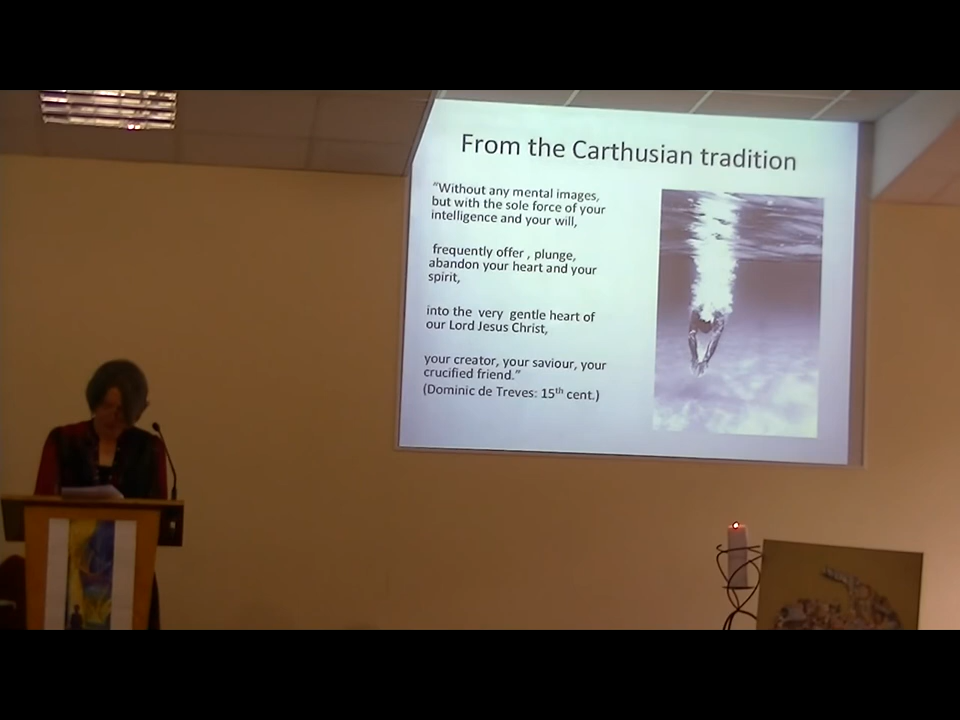 From the Carthusian tradition
"Without any mental images,
but with the sole force of your
intelligence and your will,
frequently offer , plunge,
abandon your heart and your
spirit,
into the very gentle heart of
our Lord Jesus Christ,
your creator, your saviour, your
crucified friend."
(Dominic de Treves: 15th cent.)